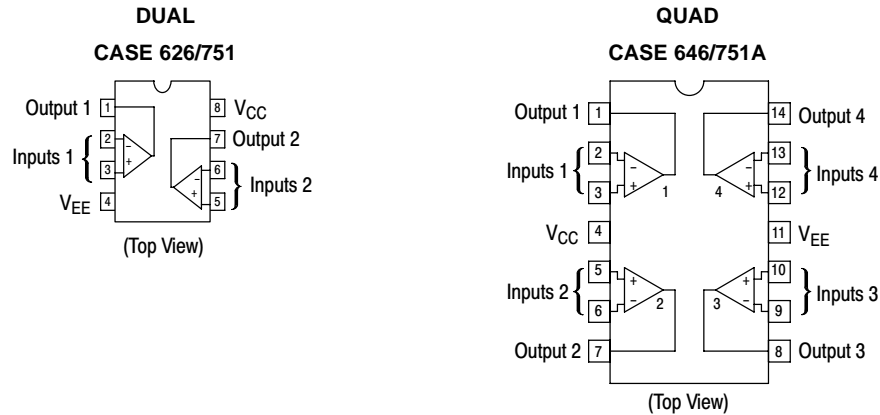 DUAL
CASE 626/751
Output 1 1 8 VCC
2 7 Output 2
Inputs 1 { − +
3 6
− + } Inputs 2
VEE 4 5
(Top View)
QUAD
CASE 646/751A
Output 1 1 14 Output 4
2 13
Inputs 1 { − + − + } Inputs 4
3 1 4 12
VCC 4 11 VEE
5 10
Inputs 2 { + − + − } Inputs 3
6 2 3 9
Output 2 7 8 Output 3
(Top View)